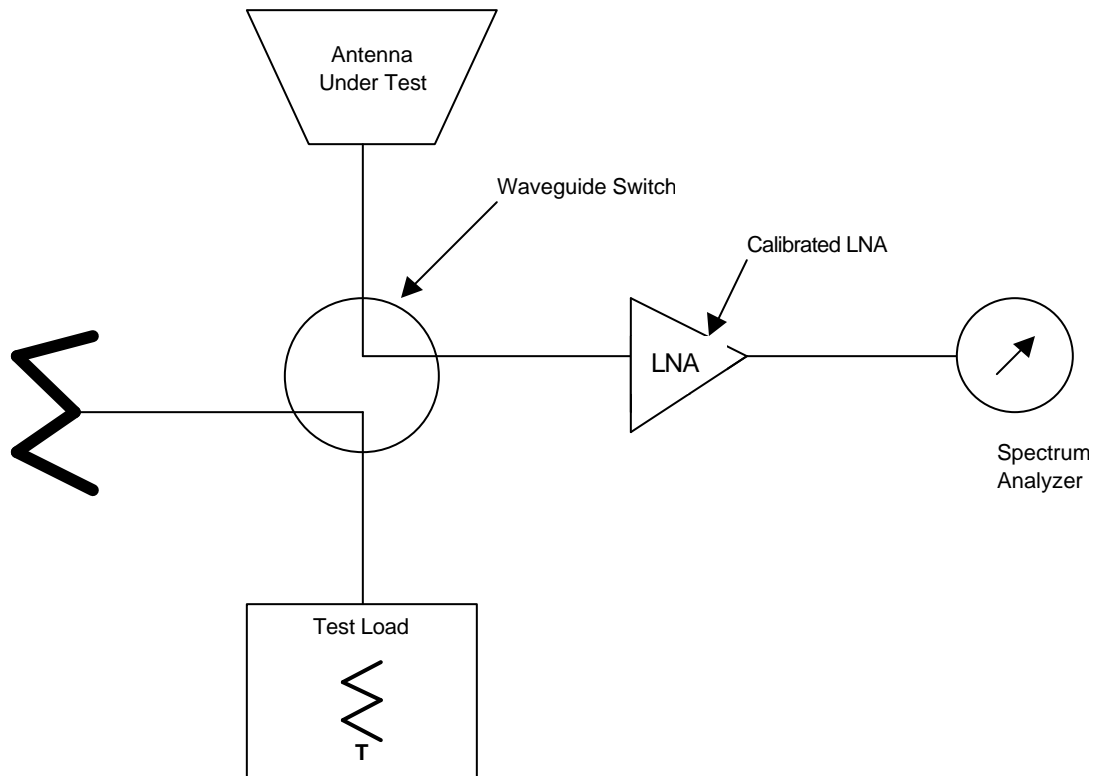 Antenna
Under Test
Waveguide Switch
Calibrated LNA
LNA
Spectrum
Analyzer
Test Load
T